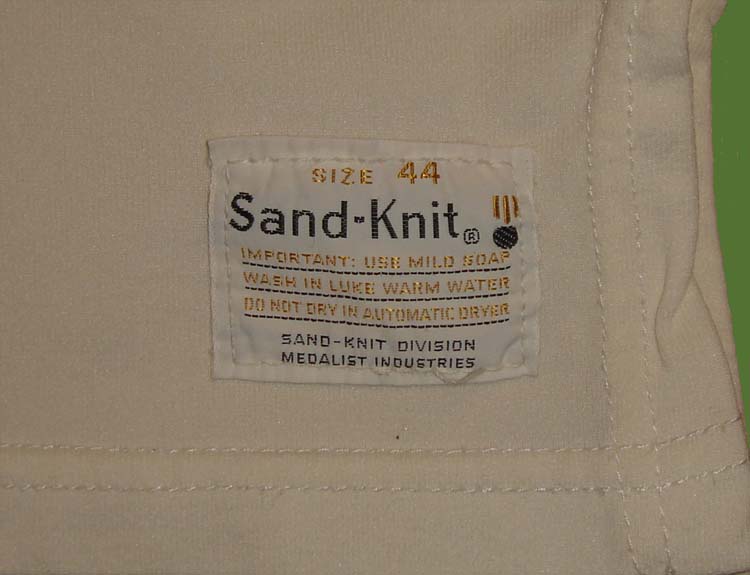 SIZE 44
Sand-Knit®
IMPORTANT: USE MILD SOAP
WASH IN LUKE WARM WATER
DO NOT DRY IN AUTOMATIC DRYER
SAND-KNIT DIVISION
MEDALIST INDUSTRIES